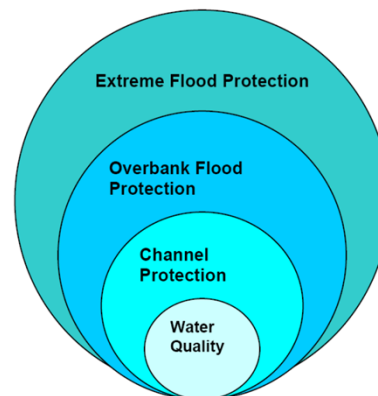 Extreme Flood Protection
Overbank Flood
Protection
Channel
Protection
Water
Quality